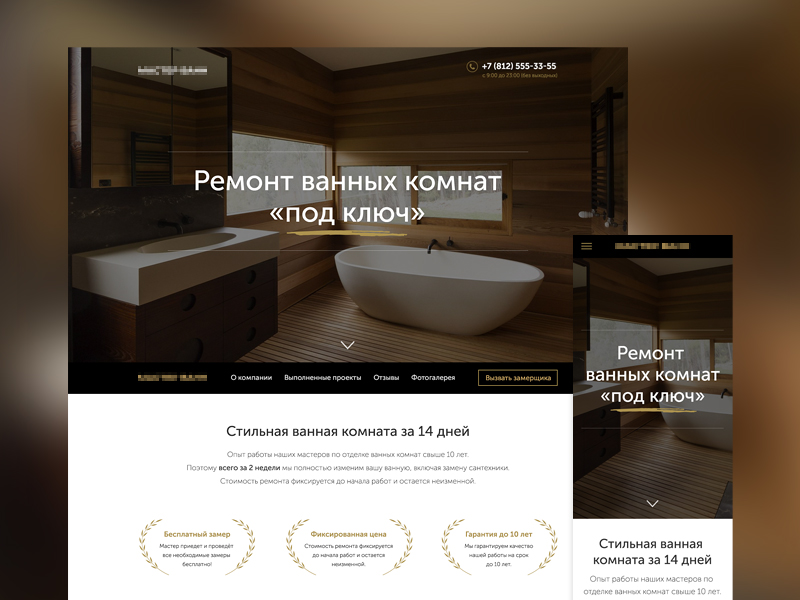 +7 (812) 555-33-55
с 9:00 до 23:00 (без выходных)
Ремонт ванных комнат
«под ключ»
О компании
Выполненные проекты
Отзывы
Фотогалерея
Вызвать замерщика
Стильная ванная комната за 14 дней
Опыт работы наших мастеров по отделке ванных комнат свыше 10 лет.
Поэтому всего за 2 недели мы полностью изменим вашу ванную, включая замену сантехники.
Стоимость ремонта фиксируется до начала работ и остается неизменной.
Бесплатный замер
Мастер приедет и проведёт
все необходимые замеры
бесплатно!
Фиксированная цена
Стоимость ремонта фиксируется
до начала работ и остается
неизменной.
Гарантия до 10 лет
Мы гарантируем качество
нашей работы на срок
до 10 лет.
Ремонт
ванных комнат
«под ключ»
Стильная ванная
комната за 14 дней
Опыт работы наших мастеров по
отделке ванных комнат свыше 10 лет.